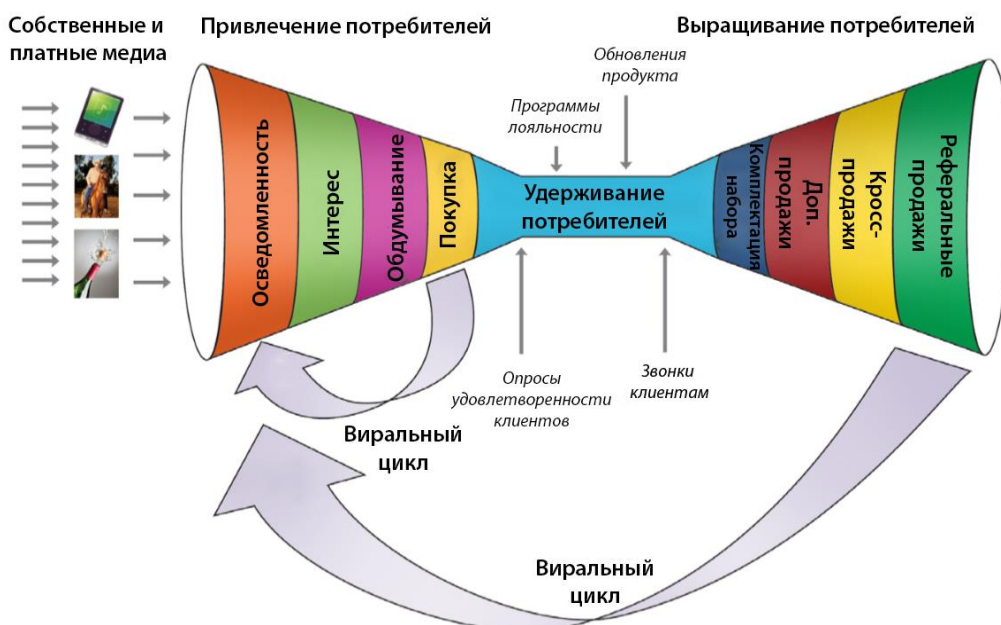 Собственные и
платные медиа
Привлечение потребителей
Выращивание потребителей
Обновления
продукта
Программы
лояльности
Осведомленность
Интерес
Обдумывание
Покупка
Удерживание
потребителей
Комплектация
набора
Доп.
продажи
Кросс-
продажи
Реферальные
продажи
Опросы
удовлетворенности
клиентов
Звонки
клиентам
Виральный
цикл
Виральный
цикл